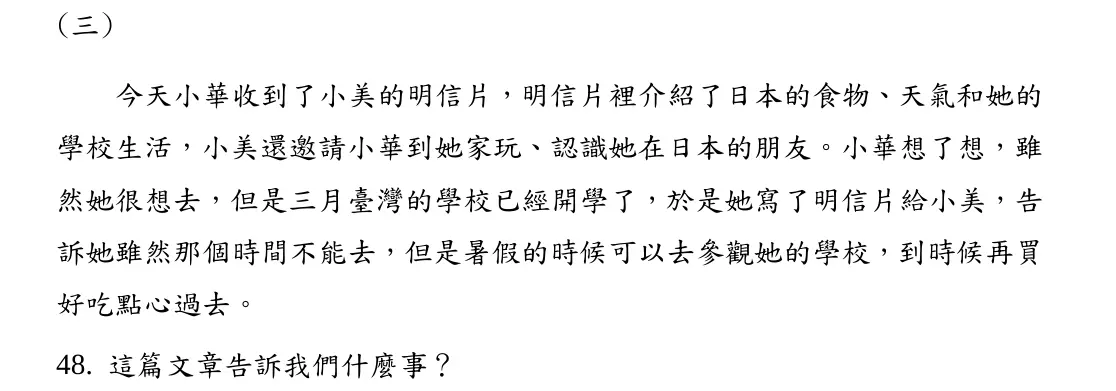 (三)
今天小華收到了小美的明信片，明信片裡介紹了日本的食物、天氣和她的
學校生活，小美還邀請小華到她家玩、認識她在日本的朋友。小華想了想，雖
然她很想去，但是三月臺灣的學校已經開學了，於是她寫了明信片給小美，告
訴她雖然那個時間不能去，但是暑假的時候可以去參觀她的學校，到時候再買
好吃點心過去。
48. 這篇文章告訴我們什麼事？